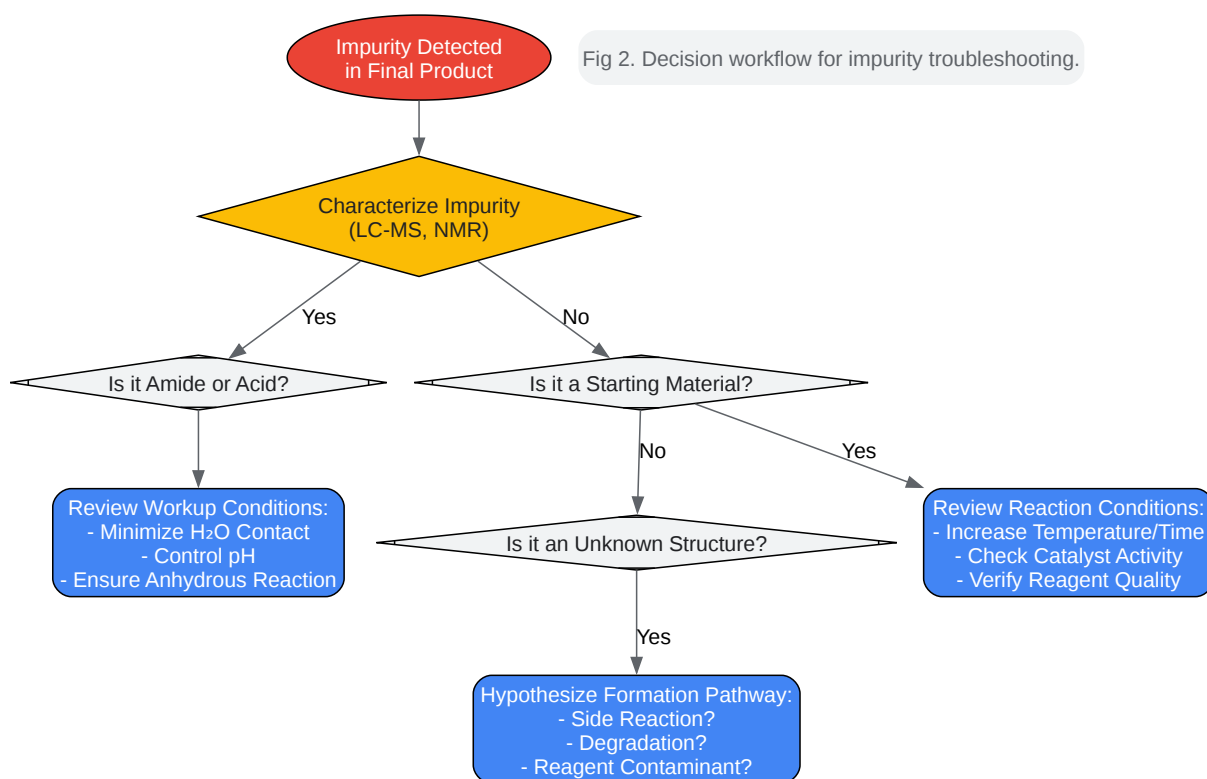 Impurity Detected
in Final Product
Fig 2. Decision workflow for impurity troubleshooting.
Characterize Impurity
(LC-MS, NMR)
Yes
No
Is it Amide or Acid?
Is it a Starting Material?
No
Yes
Review Workup Conditions:
- Minimize H₂O Contact
- Control pH
- Ensure Anhydrous Reaction
Review Reaction Conditions:
- Increase Temperature/Time
- Check Catalyst Activity
- Verify Reagent Quality
Is it an Unknown Structure?
Yes
Hypothesize Formation Pathway:
- Side Reaction?
- Degradation?
- Reagent Contaminant?